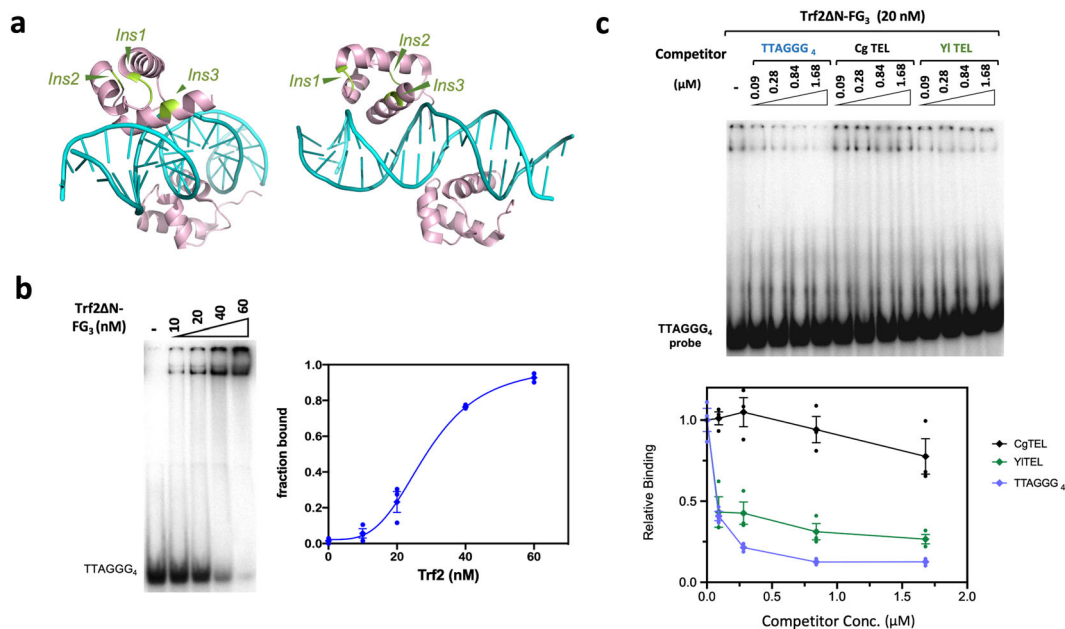 a
Ins1
Ins2
Ins3
Ins2
Ins1
Ins3
b
Trf2ΔN-
FG3 (nM)
- 10 20 40 60
TTAGGG4
fraction bound
1.0
0.8
0.6
0.4
0.2
0.0
0 20 40 60
Trf2 (nM)
c
Trf2ΔN-FG3 (20 nM)
Competitor TTAGGG4 Cg TEL Yl TEL
(μM) - 0.09 0.28 0.84 1.68 0.09 0.28 0.84 1.68 0.09 0.28 0.84 1.68
TTAGGG4
probe
Relative Binding
1.0
0.5
0.0
0.0 0.5 1.0 1.5 2.0
Competitor Conc. (μM)
CgTEL
YlTEL
TTAGGG 4